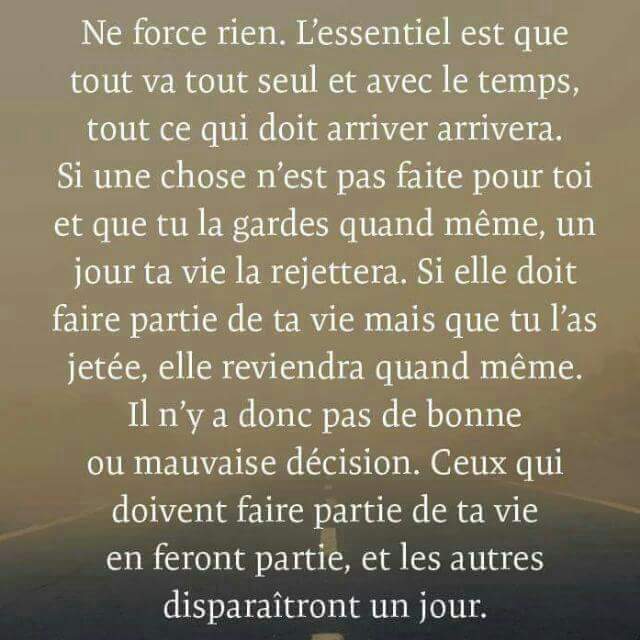 Ne force rien. L’essentiel est que
tout va tout seul et avec le temps,
tout ce qui doit arriver arrivera.
Si une chose n’est pas faite pour toi
et que tu la gardes quand même, un
jour ta vie la rejettera. Si elle doit
faire partie de ta vie mais que tu l’as
jetée, elle reviendra quand même.
Il n’y a donc pas de bonne
ou mauvaise décision. Ceux qui
doivent faire partie de ta vie
en feront partie, et les autres
disparaîtront un jour.